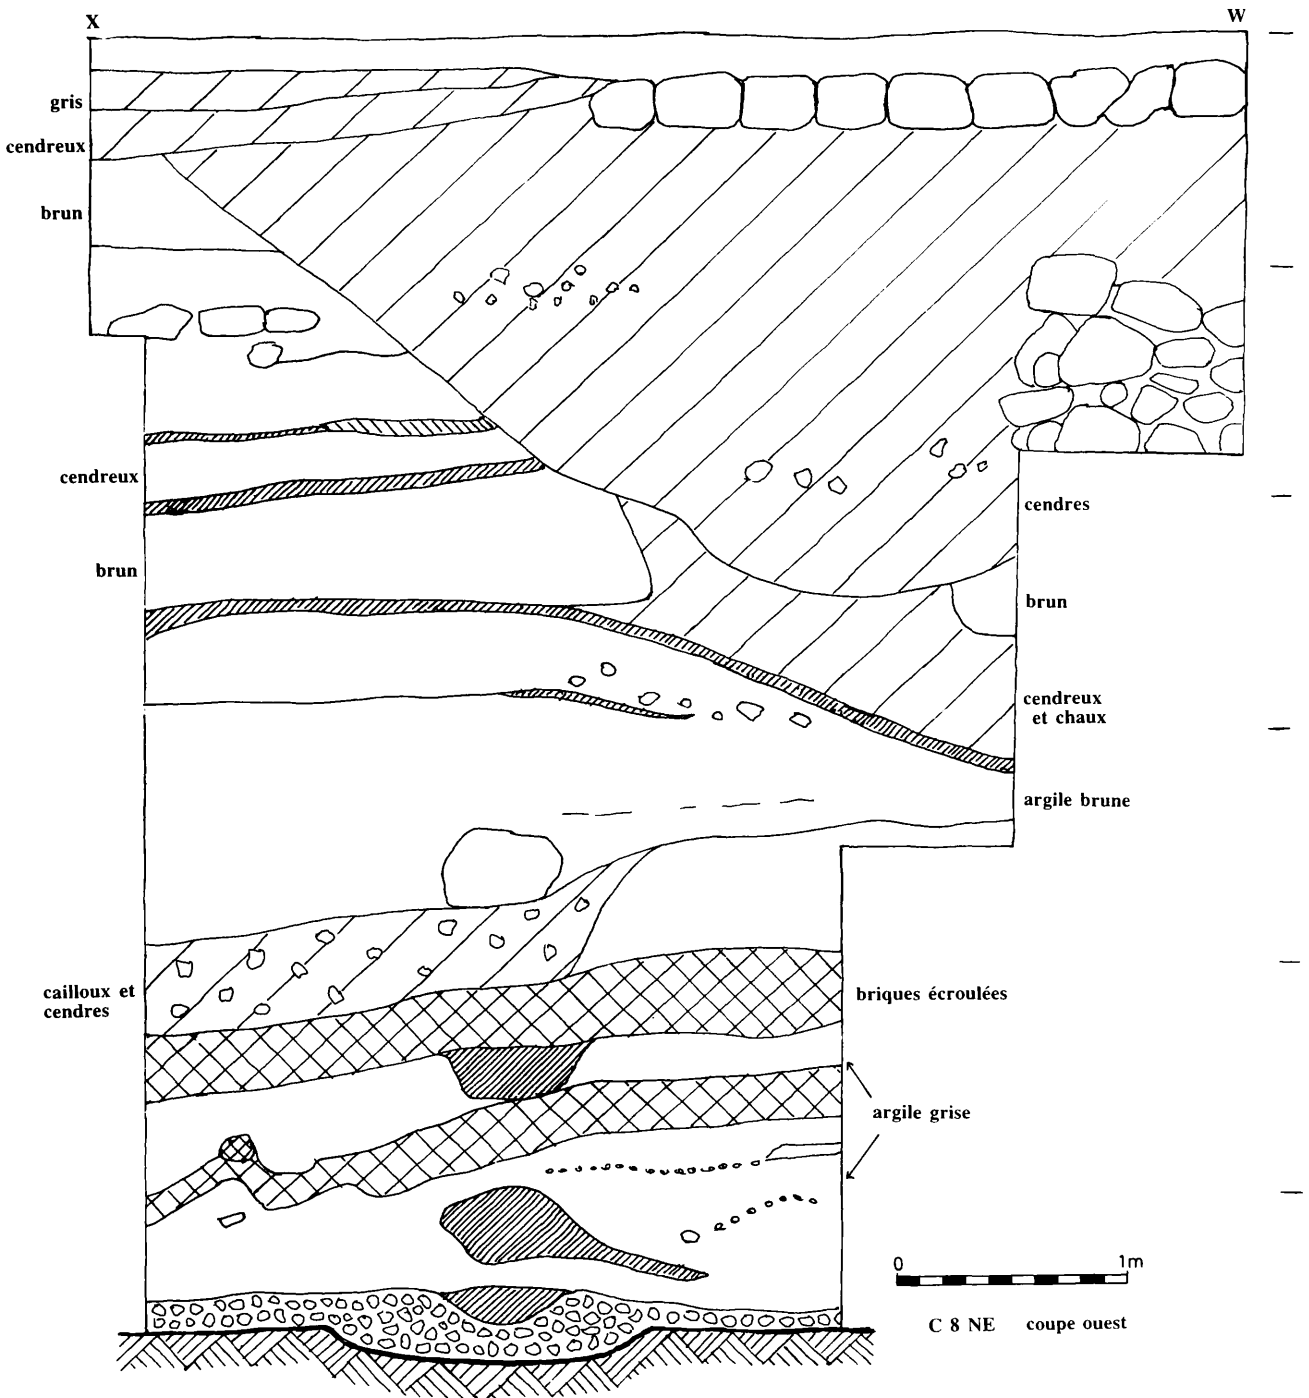 X
W
gris
cendreux
brun
cendreux
cendres
brun
brun
cendreux
et chaux
argile brune
cailloux et
cendres
briques écroulées
argile grise
0 1m
C 8 NE coupe ouest